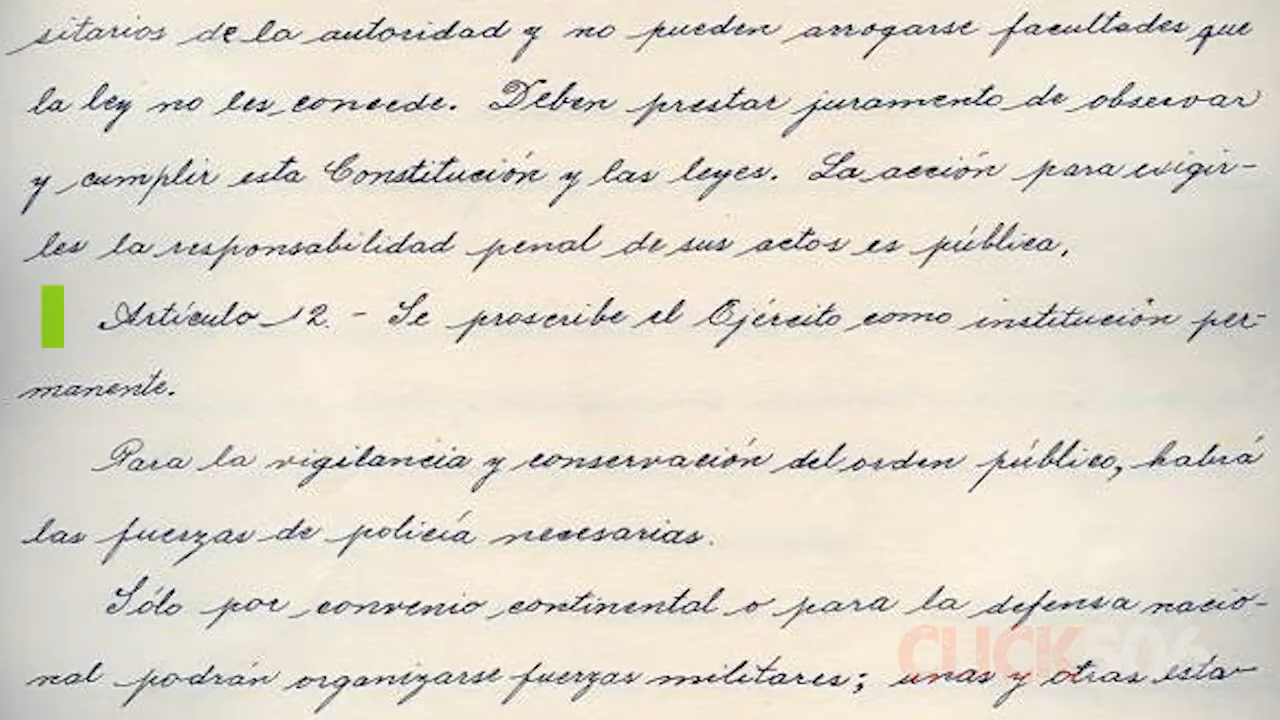 sitarios de la autoridad y no pueden arrogarse facultades que
la ley no les concede. Deben prestar juramento de observar
y cumplir esta Constitución y las leyes. La acción para exigir-
les la responsabilidad penal de sus actos es pública.
Artículo 12. - Se proscribe el Ejército como institución per-
manente.
Para la vigilancia y conservación del orden público, habrá
las fuerzas de policía necesarias.
Sólo por convenio continental o para la defensa nacio-
nal podrán organizarse fuerzas militares; unas y otras esta-
CLICK506